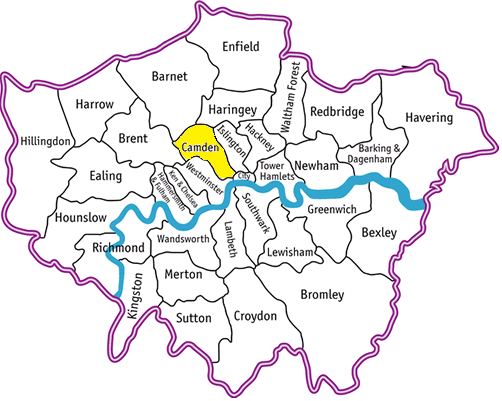 Enfield
Barnet
Harrow
Haringey
Waltham Forest
Redbridge
Havering
Hillingdon
Brent
Camden
Islington
Hackney
Barking &
Dagenham
Ealing
Westminster
City
Tower
Hamlets
Newham
Ken & Chelsea
Hammersmith
& Fulham
Hounslow
Southwark
Greenwich
Bexley
Richmond
Wandsworth
Lambeth
Lewisham
Kingston
Merton
Bromley
Sutton
Croydon